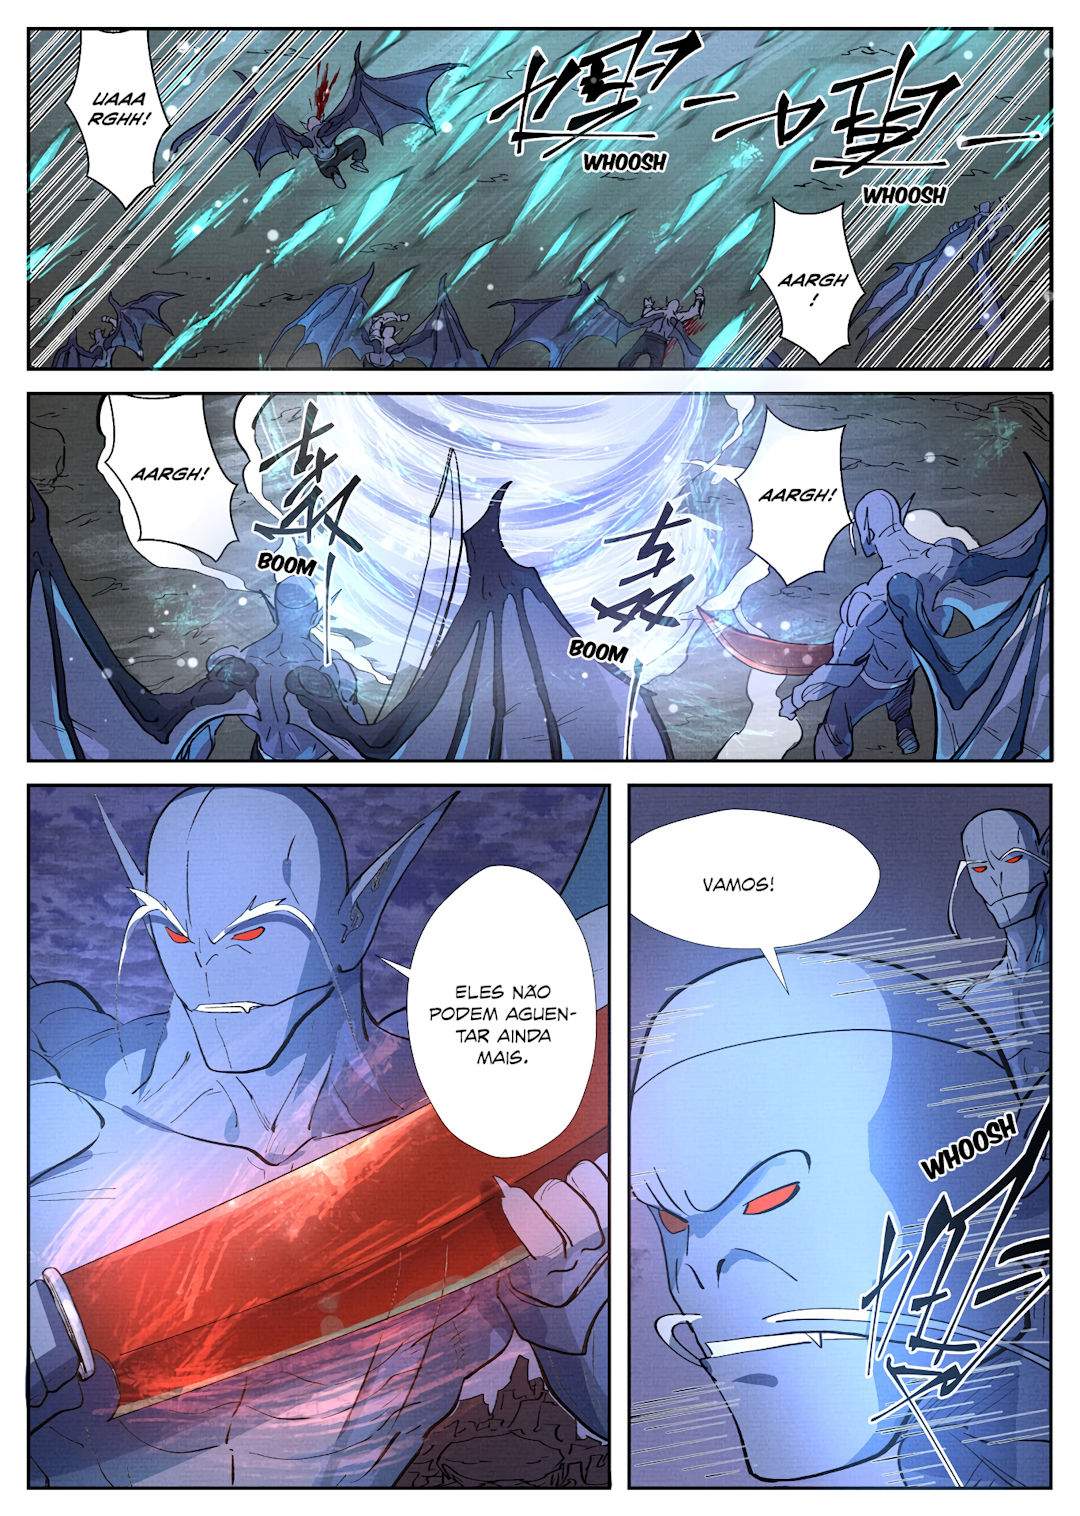 UAAA
RGHH!
WHOOSH
WHOOSH
AARGH
!
AARGH!
BOOM
AARGH!
BOOM
ELES NÃO
PODEM AGUEN-
TAR AINDA
MAIS.
VAMOS!
WHOOSH